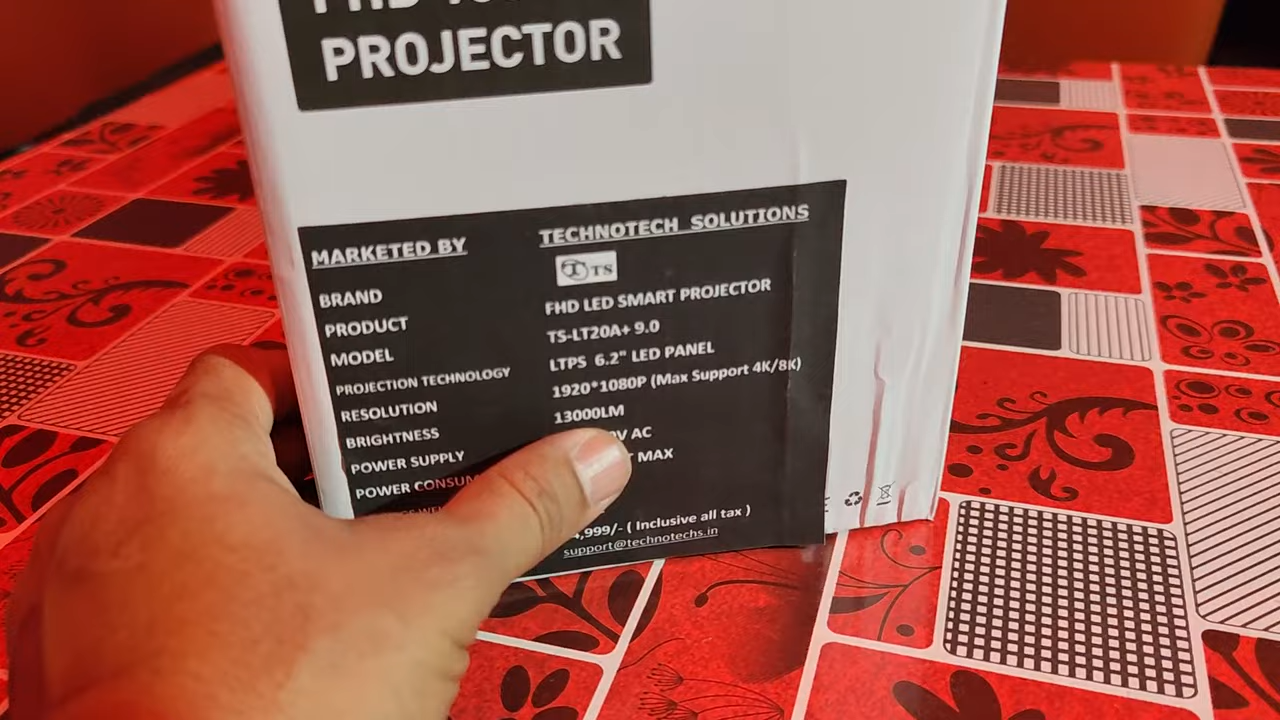 PROJECTOR
MARKETED BY TECHNOTECH SOLUTIONS
BRAND TS
PRODUCT FHD LED SMART PROJECTOR
MODEL TS-LT20A+ 9.0
PROJECTION TECHNOLOGY LTPS 6.2" LED PANEL
RESOLUTION 1920*1080P (Max Support 4K/8K)
BRIGHTNESS 13000LM
POWER SUPPLY AC
POWER MAX
,999/- ( Inclusive all tax )
support@technotechs.in